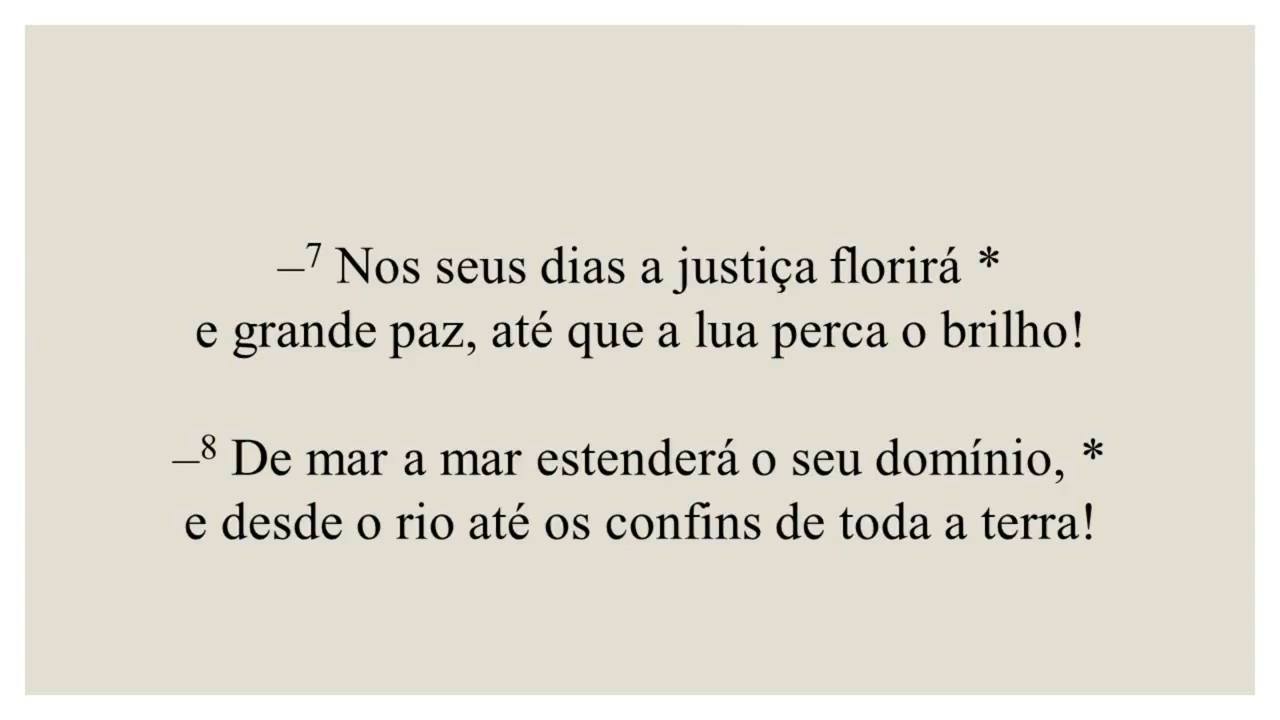 –⁷ Nos seus dias a justiça florirá *
e grande paz, até que a lua perca o brilho!
–⁸ De mar a mar estenderá o seu domínio, *
e desde o rio até os confins de toda a terra!